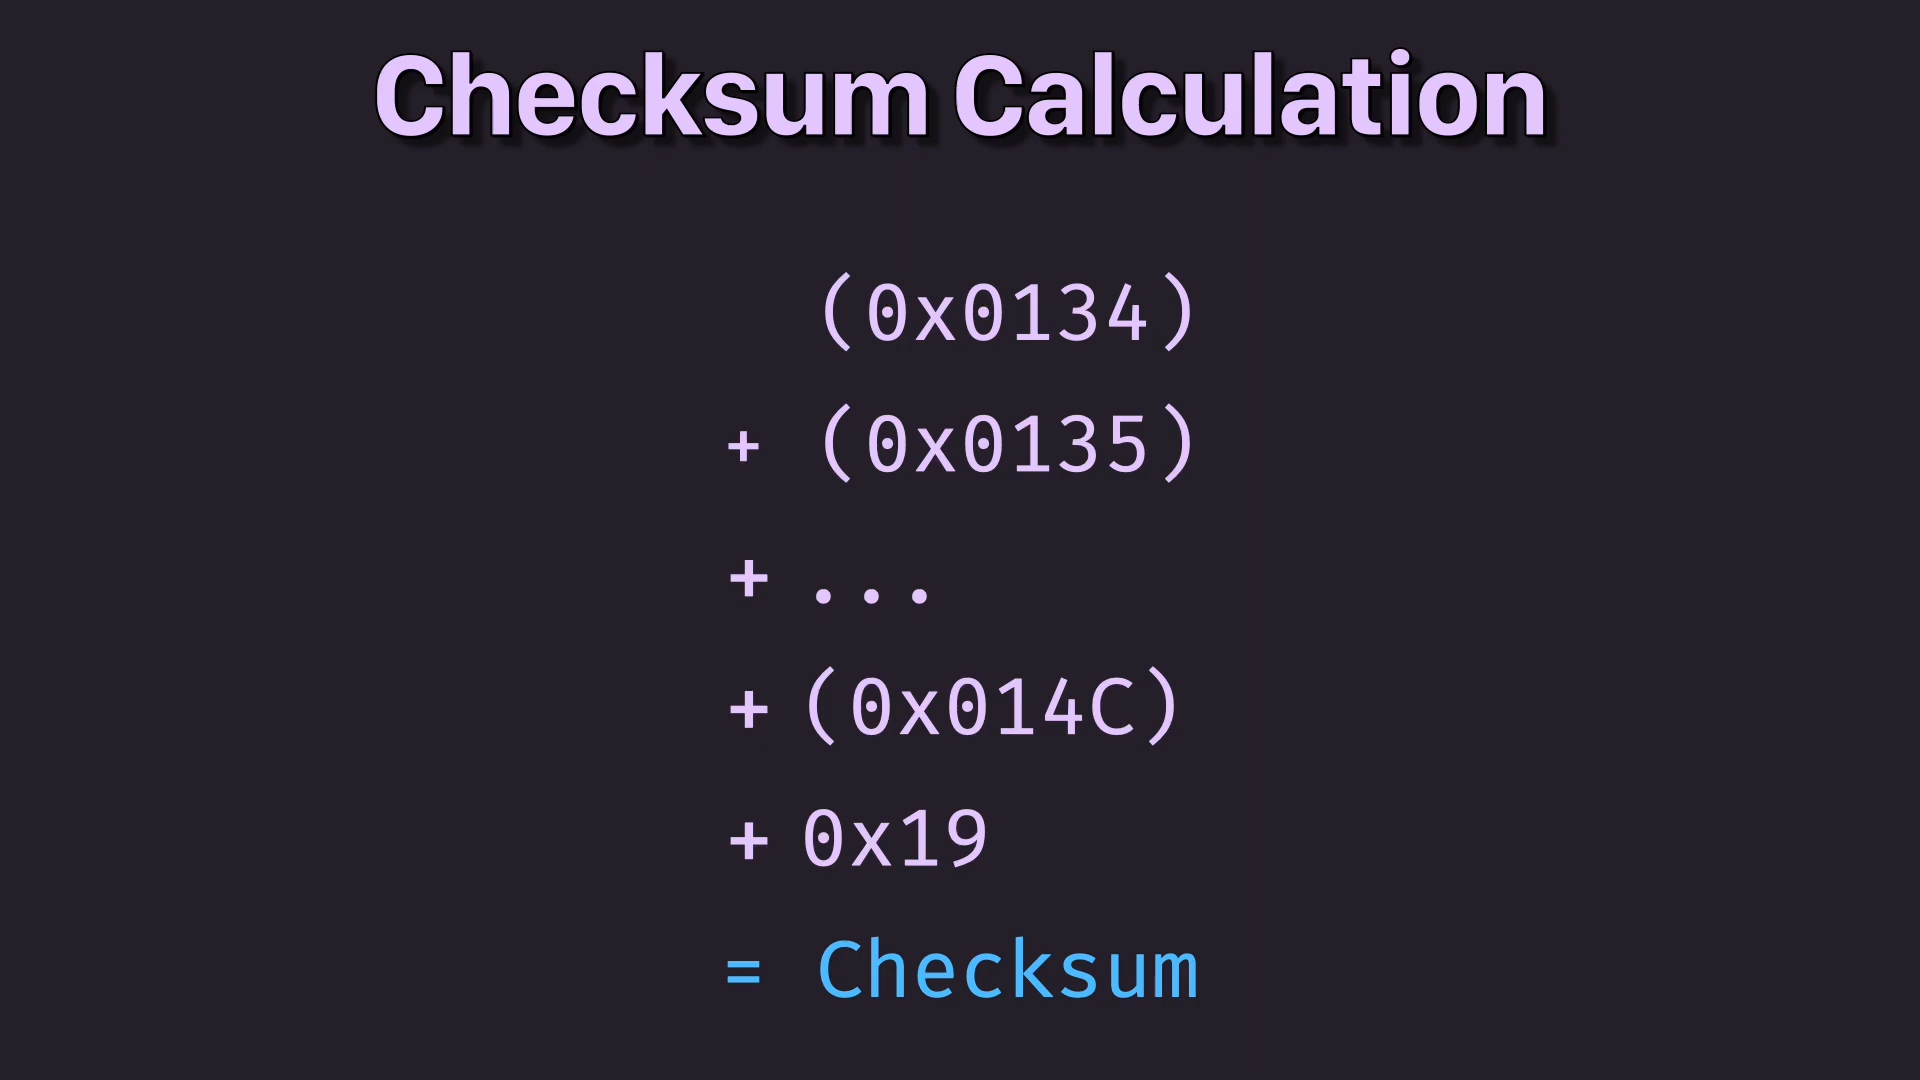 Checksum Calculation
(0x0134)
+ (0x0135)
+ ...
+ (0x014C)
+ 0x19
= Checksum